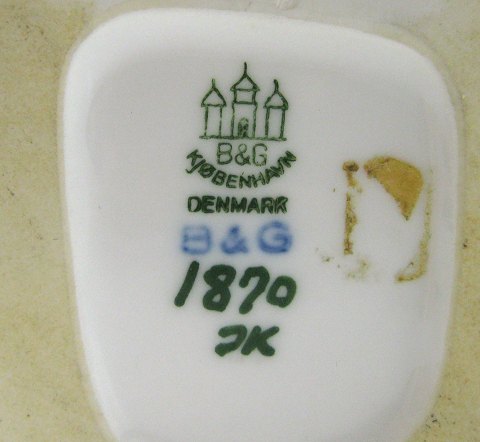 B&G
KJØBENHAVN
DENMARK
B & G
1870
JK